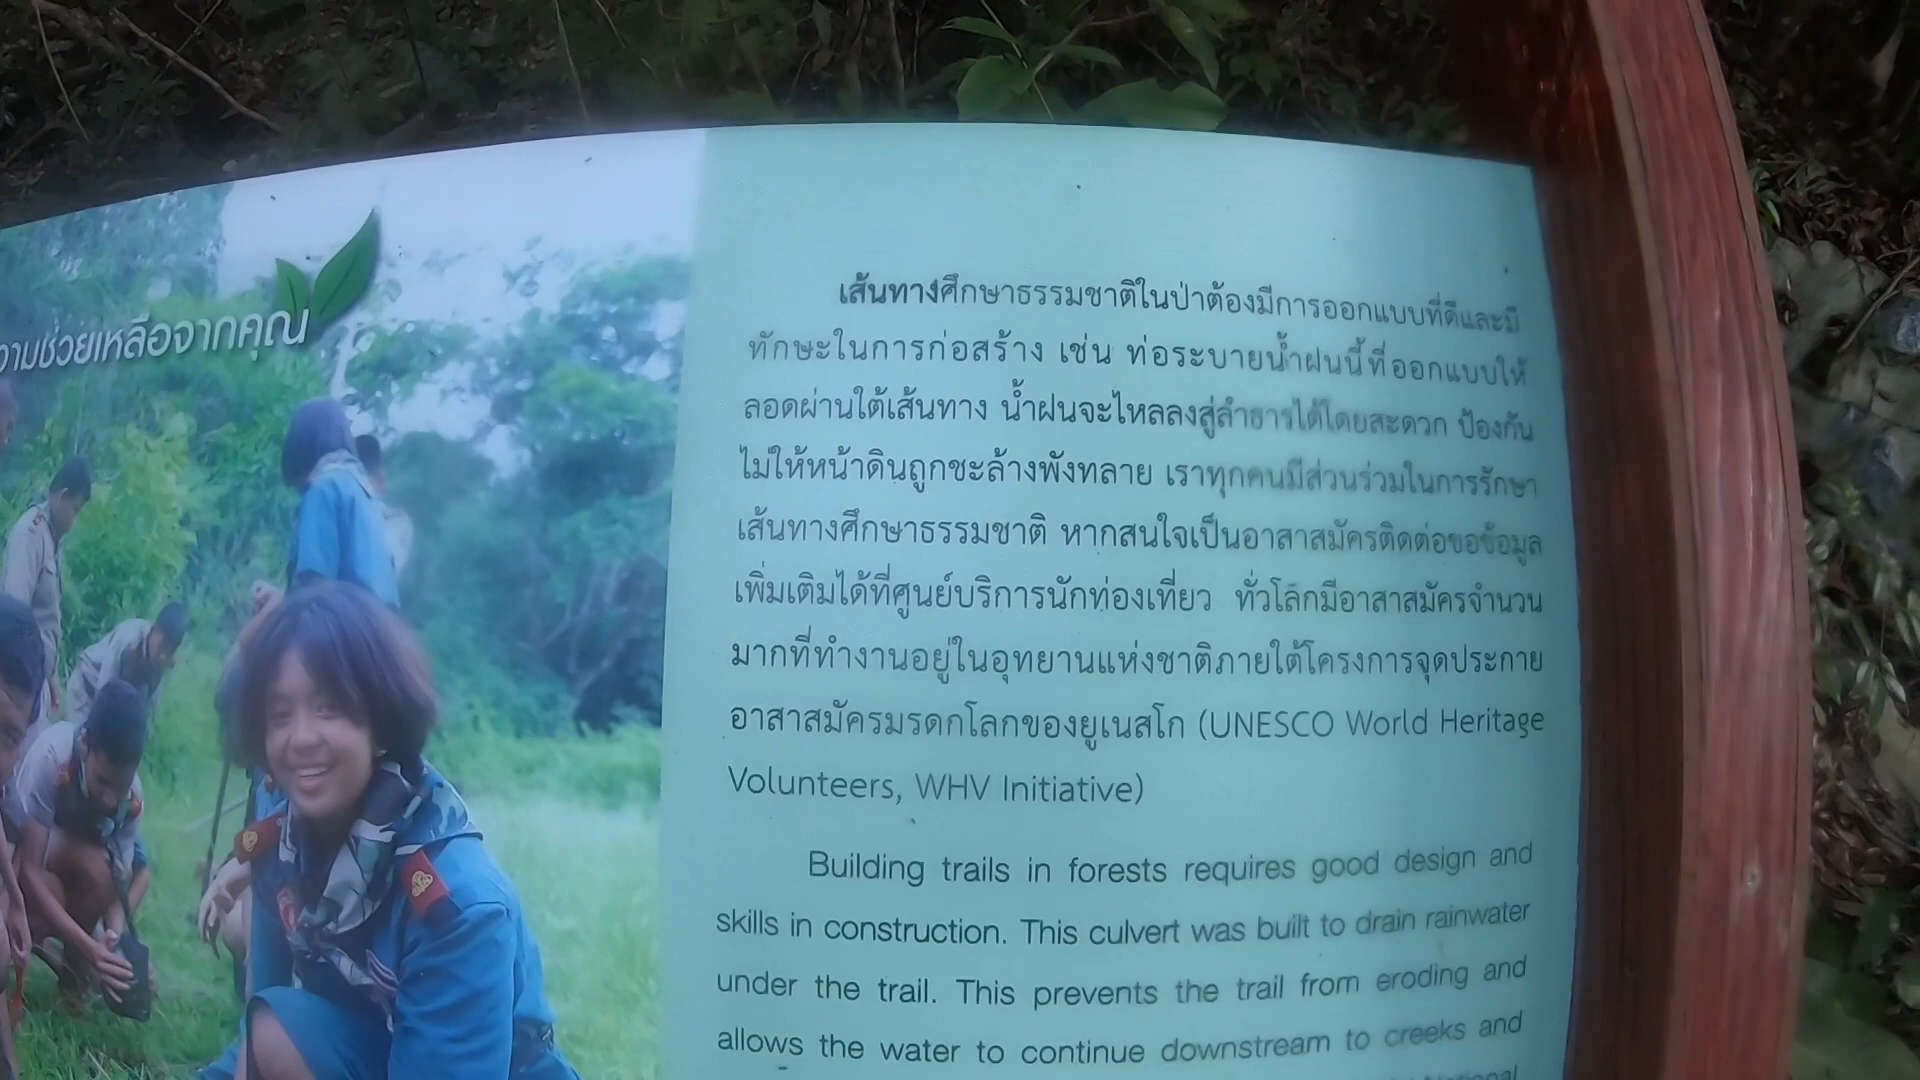 ช่วยเหลือจากคุณ
เส้นทางศึกษาธรรมชาติในป่าต้องมีการออกแบบที่ดีและมี
ทักษะในการก่อสร้าง เช่น ท่อระบายน้ำฝนนี้ที่ออกแบบให้
ลอดผ่านใต้เส้นทาง น้ำฝนจะไหลลงสู่ลำธารได้โดยสะดวก ป้องกัน
ไม่ให้หน้าดินถูกชะล้างพังทลาย เราทุกคนมีส่วนร่วมในการรักษา
เส้นทางศึกษาธรรมชาติ หากสนใจเป็นอาสาสมัครติดต่อขอข้อมูล
เพิ่มเติมได้ที่ศูนย์บริการนักท่องเที่ยว ทั่วโลกมีอาสาสมัครจำนวน
มากที่ทำงานอยู่ในอุทยานแห่งชาติภายใต้โครงการจุดประกาย
อาสาสมัครมรดกโลกของยูเนสโก (UNESCO World Heritage
Volunteers, WHV Initiative)
Building trails in forests requires good design and
skills in construction. This culvert was built to drain rainwater
under the trail. This prevents the trail from eroding and
allows the water to continue downstream to creeks and
National